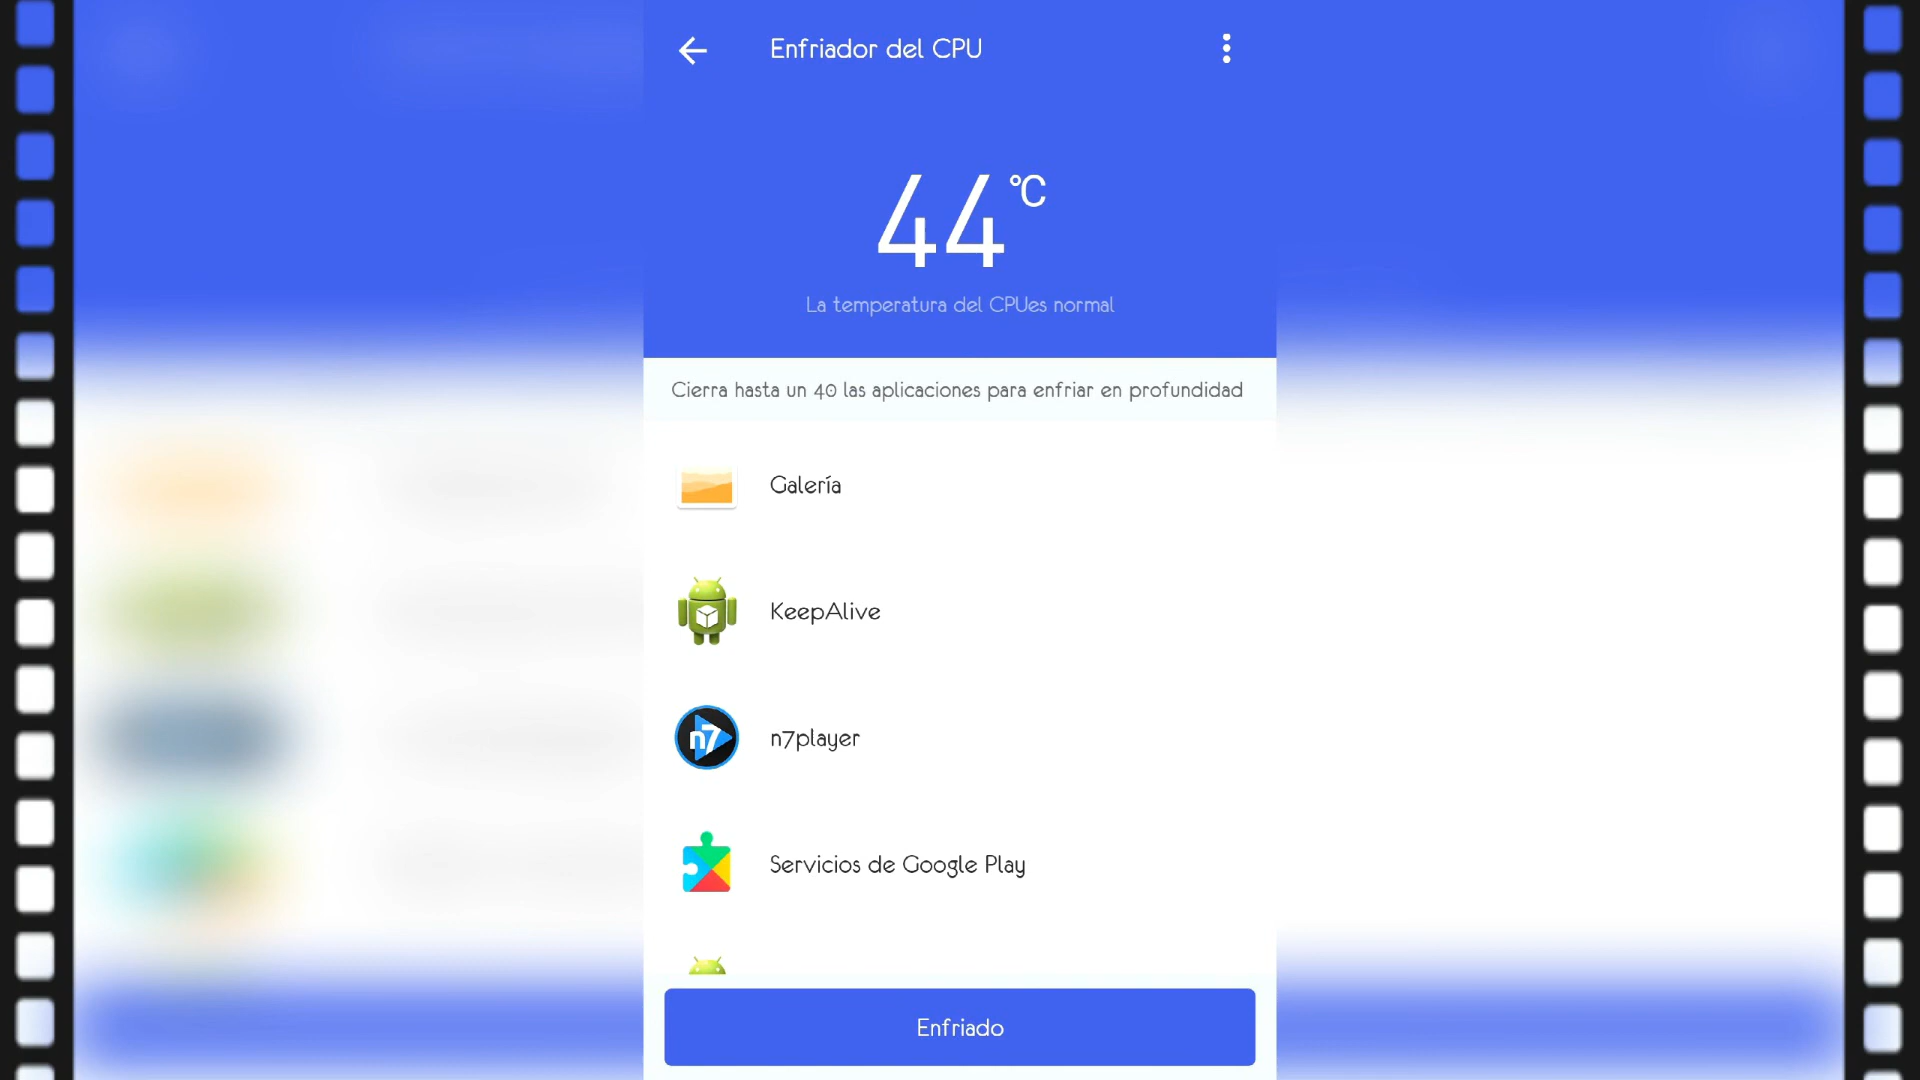 Enfriador del CPU
44°C
La temperatura del CPUes normal
Cierra hasta un 40 las aplicaciones para enfriar en profundidad
Galería
KeepAlive
n7
n7player
Servicios de Google Play
Enfriado